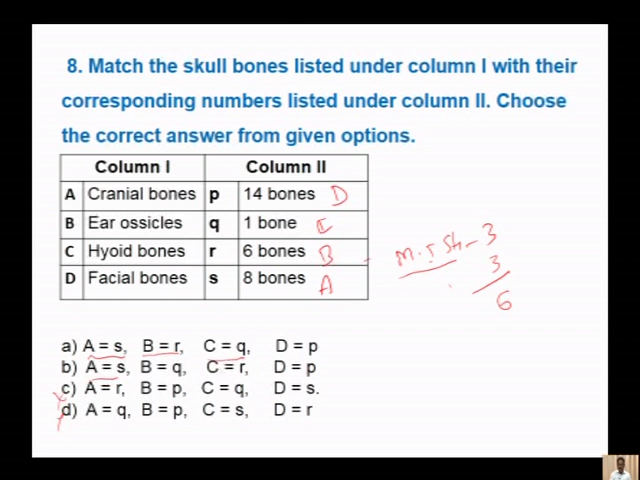 8. Match the skull bones listed under column I with their
corresponding numbers listed under column II. Choose
the correct answer from given options.
Column I Column II
A Cranial bones p 14 bones D
B Ear ossicles q 1 bone C
C Hyoid bones r 6 bones B
D Facial bones s 8 bones A
M.I.St - 3
3
6
a) A = s, B = r, C = q, D = p
b) A = s, B = q, C = r, D = p
c) A = r, B = p, C = q, D = s.
d) A = q, B = p, C = s, D = r